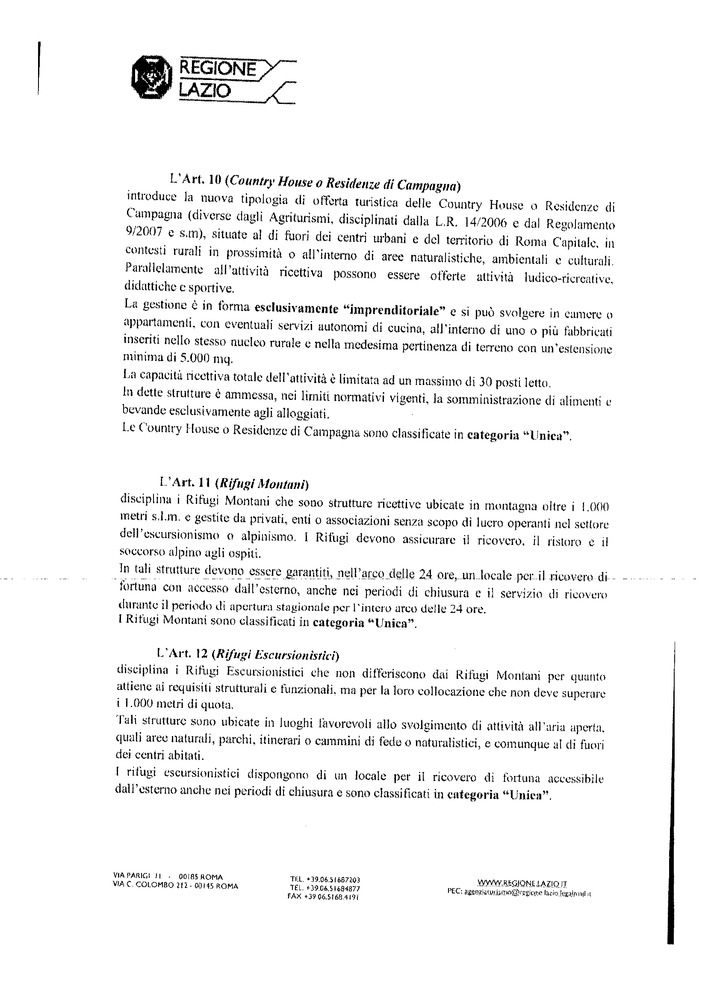 REGIONE
LAZIO
L'Art. 10 (Country House o Residenze di Campagna)
introduce la nuova tipologia di offerta turistica delle Country House o Residenze di
Campagna (diverse dagli Agriturismi, disciplinati dalla L.R. 14/2006 e dal Regolamento
9/2007 e s.m), situate al di fuori dei centri urbani e del territorio di Roma Capitale, in
contesti rurali in prossimità o all'interno di aree naturalistiche, ambientali e culturali.
Parallelamente all'attività ricettiva possono essere offerte attività ludico-ricreative,
didattiche e sportive.
La gestione è in forma esclusivamente “imprenditoriale” e si può svolgere in camere o
appartamenti, con eventuali servizi autonomi di cucina, all'interno di uno o più fabbricati
inseriti nello stesso nucleo rurale e nella medesima pertinenza di terreno con un'estensione
minima di 5.000 mq.
La capacità ricettiva totale dell'attività è limitata ad un massimo di 30 posti letto.
In dette strutture è ammessa, nei limiti normativi vigenti, la somministrazione di alimenti e
bevande esclusivamente agli alloggiati.
Le Country House o Residenze di Campagna sono classificate in categoria “Unica”.
L'Art. 11 (Rifugi Montani)
disciplina i Rifugi Montani che sono strutture ricettive ubicate in montagna oltre i 1.000
metri s.l.m. e gestite da privati, enti o associazioni senza scopo di lucro operanti nel settore
dell'escursionismo o alpinismo. I Rifugi devono assicurare il ricovero, il ristoro e il
soccorso alpino agli ospiti.
In tali strutture devono essere garantiti, nell'arco delle 24 ore, un locale per il ricovero di
fortuna con accesso dall'esterno, anche nei periodi di chiusura e il servizio di ricovero
durante il periodo di apertura stagionale per l'intero arco delle 24 ore.
I Rifugi Montani sono classificati in categoria “Unica”.
L'Art. 12 (Rifugi Escursionistici)
disciplina i Rifugi Escursionistici che non differiscono dai Rifugi Montani per quanto
attiene ai requisiti strutturali e funzionali, ma per la loro collocazione che non deve superare
i 1.000 metri di quota.
Tali strutture sono ubicate in luoghi favorevoli allo svolgimento di attività all'aria aperta,
quali aree naturali, parchi, itinerari o cammini di fede o naturalistici, e comunque al di fuori
dei centri abitati.
I rifugi escursionistici dispongono di un locale per il ricovero di fortuna accessibile
dall'esterno anche nei periodi di chiusura e sono classificati in categoria “Unica”.
VIA PARIGI 11 - 00185 ROMA
VIA C. COLOMBO 212 - 00145 ROMA
TEL. +39.06.51687203
TEL. +39.06.51684877
FAX +39 06.5168.4191
WWW.REGIONE.LAZIO.IT
PEC: agenziaturismo@regione.lazio.legalmail.it